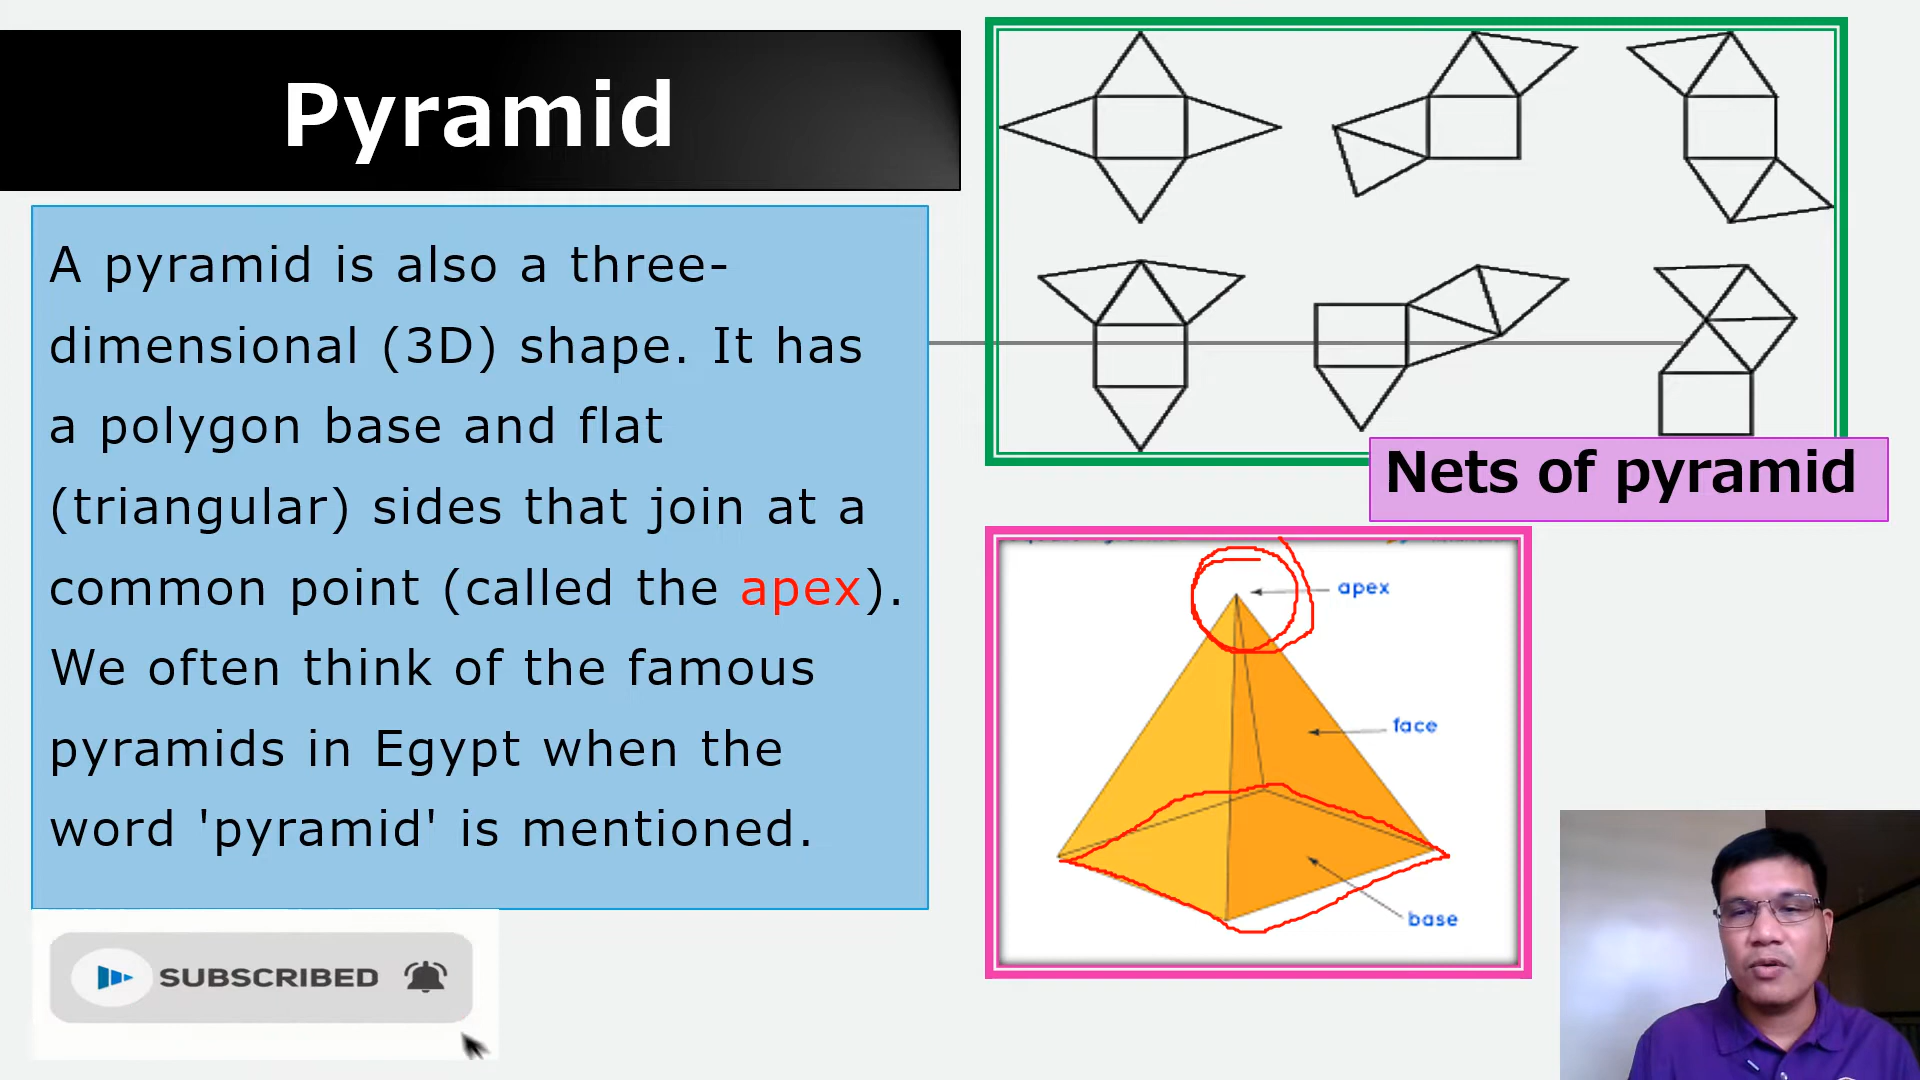 Pyramid
A pyramid is also a three-
dimensional (3D) shape. It has
a polygon base and flat
(triangular) sides that join at a
common point (called the apex).
We often think of the famous
pyramids in Egypt when the
word 'pyramid' is mentioned.
Nets of pyramid
apex
face
base
SUBSCRIBED